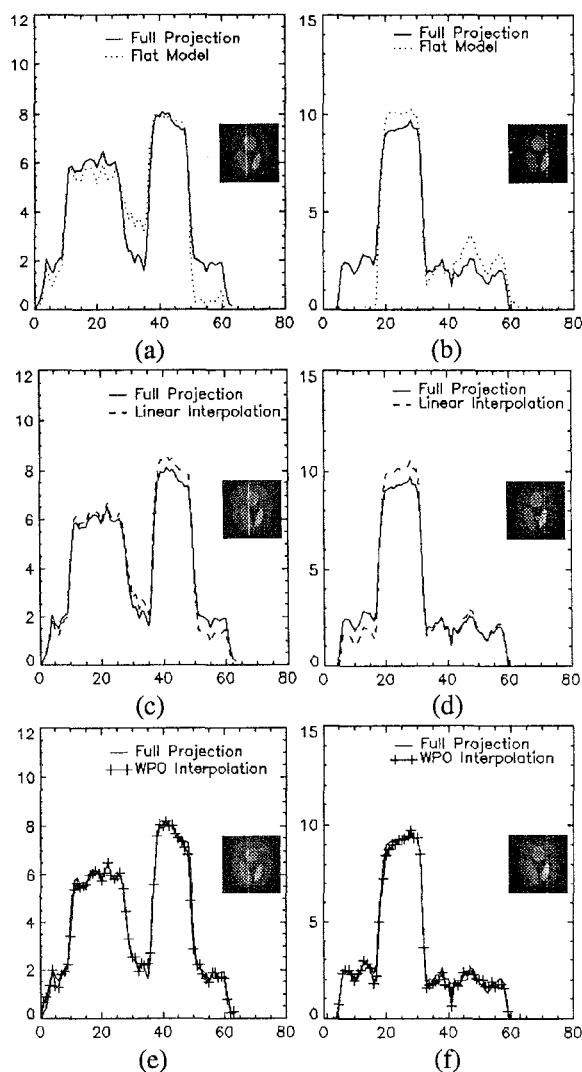 12
10
8
6
4
2
0
Full Projection
Flat Model
0 20 40 60 80
(a)
15
10
5
0
Full Projection
Flat Model
0 20 40 60 80
(b)
12
10
8
6
4
2
0
Full Projection
Linear Interpolation
0 20 40 60 80
(c)
15
10
5
0
Full Projection
Linear Interpolation
0 20 40 60 80
(d)
12
10
8
6
4
2
0
Full Projection
WPO Interpolation
0 20 40 60 80
(e)
15
10
5
0
Full Projection
WPO Interpolation
0 20 40 60 80
(f)